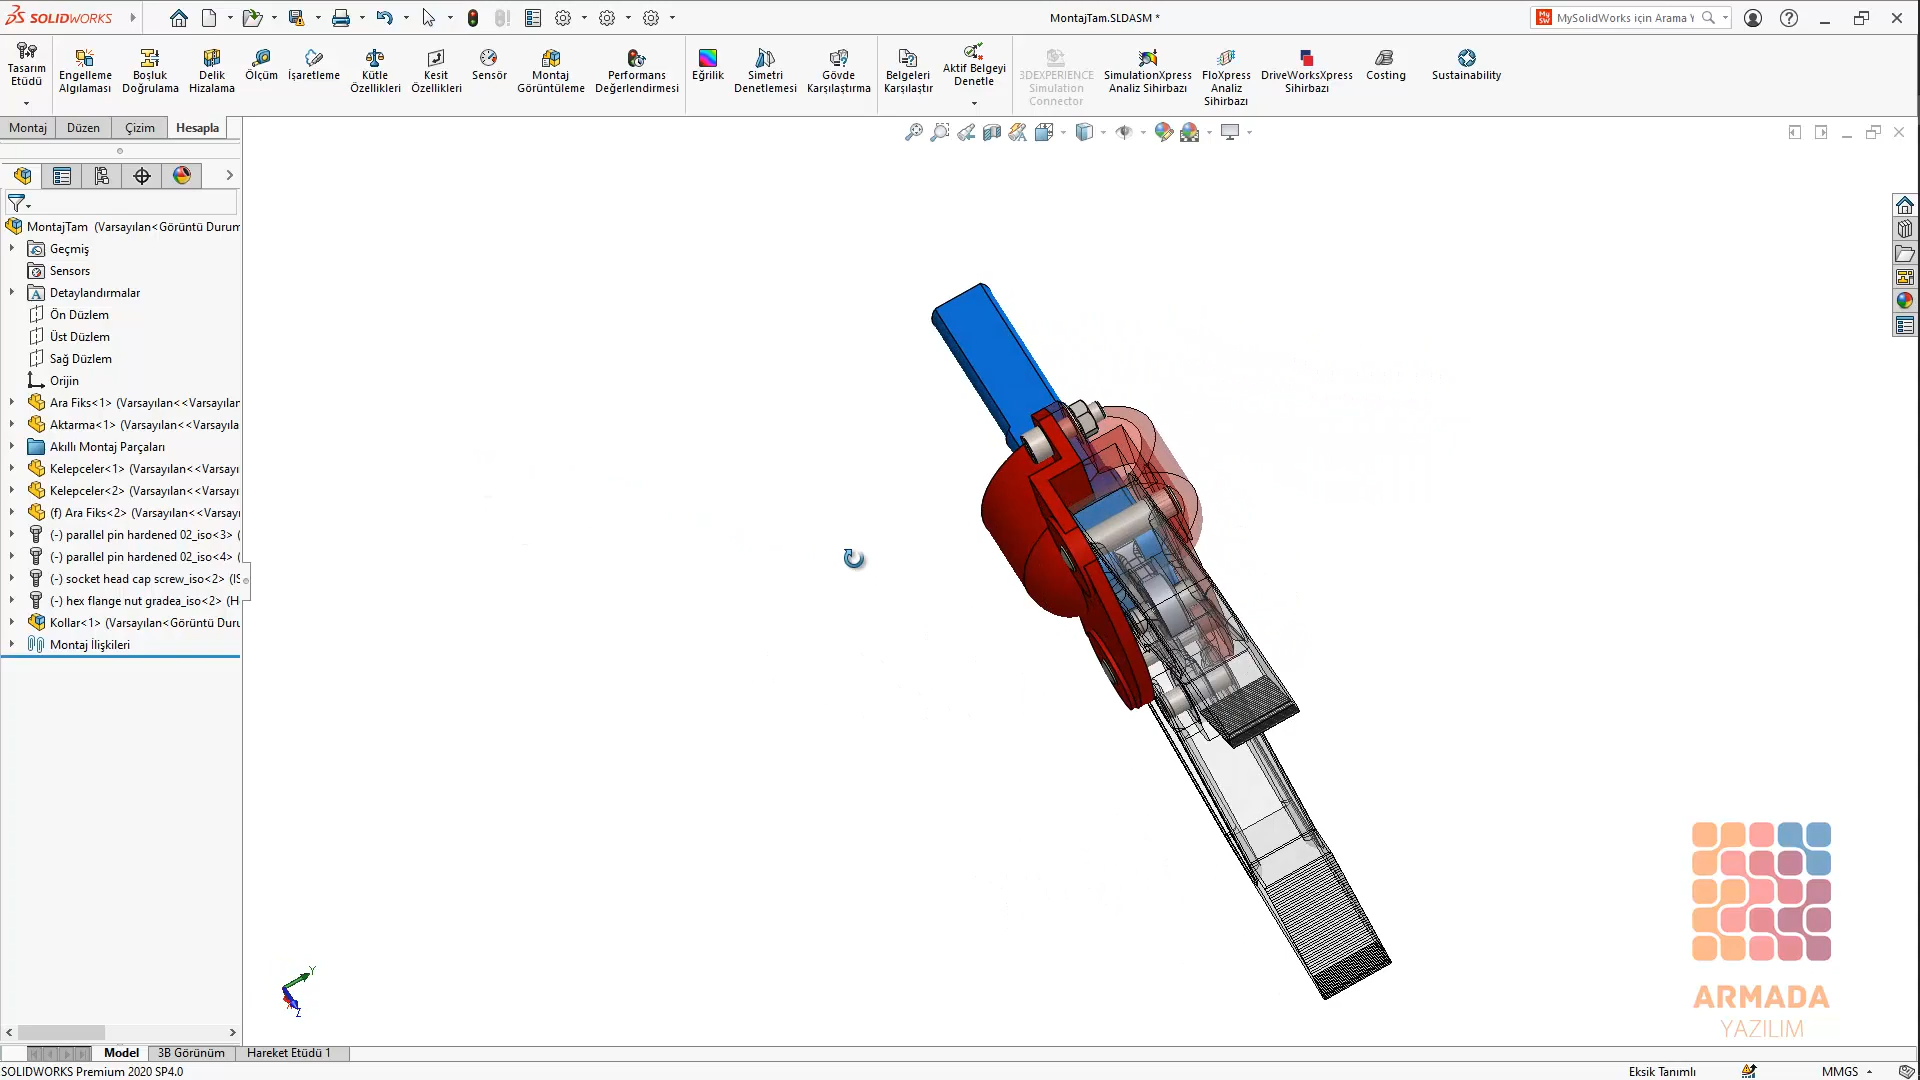 SOLIDWORKS
MontajTam.SLDASM *
MySolidWorks için Arama Y
Tasarım Etüdü
Engelleme Algılaması
Boşluk Doğrulama
Delik Hizalama
Ölçüm
İşaretleme
Kütle Özellikleri
Kesit Özellikleri
Sensör
Montaj Görüntüleme
Performans Değerlendirmesi
Eğrilik
Simetri Denetlemesi
Gövde Karşılaştırma
Belgeleri Karşılaştır
Aktif Belgeyi Denetle
3DEXPERIENCE Simulation Connector
SimulationXpress Analiz Sihirbazı
FloXpress Analiz Sihirbazı
DriveWorksXpress Sihirbazı
Costing
Sustainability
Montaj
Düzen
Çizim
Hesapla
MontajTam (Varsayılan<Görüntü Durum
Geçmiş
Sensors
Detaylandırmalar
Ön Düzlem
Üst Düzlem
Sağ Düzlem
Orijin
Ara Fiks<1> (Varsayılan<<Varsayılar
Aktarma<1> (Varsayılan<<Varsayıla
Akıllı Montaj Parçaları
Kelepceler<1> (Varsayılan<<Varsayı
Kelepceler<2> (Varsayılan<<Varsayı
(f) Ara Fiks<2> (Varsayılan<<Varsayı
(-) parallel pin hardened 02_iso<3> (
(-) parallel pin hardened 02_iso<4> (
(-) socket head cap screw_iso<2> (IS
(-) hex flange nut gradea_iso<2> (H
Kollar<1> (Varsayılan<Görüntü Duru
Montaj İlişkileri
Y
Z
ARMADA
YAZILIM
Model
3B Görünüm
Hareket Etüdü 1
SOLIDWORKS Premium 2020 SP4.0
Eksik Tanımlı
MMGS